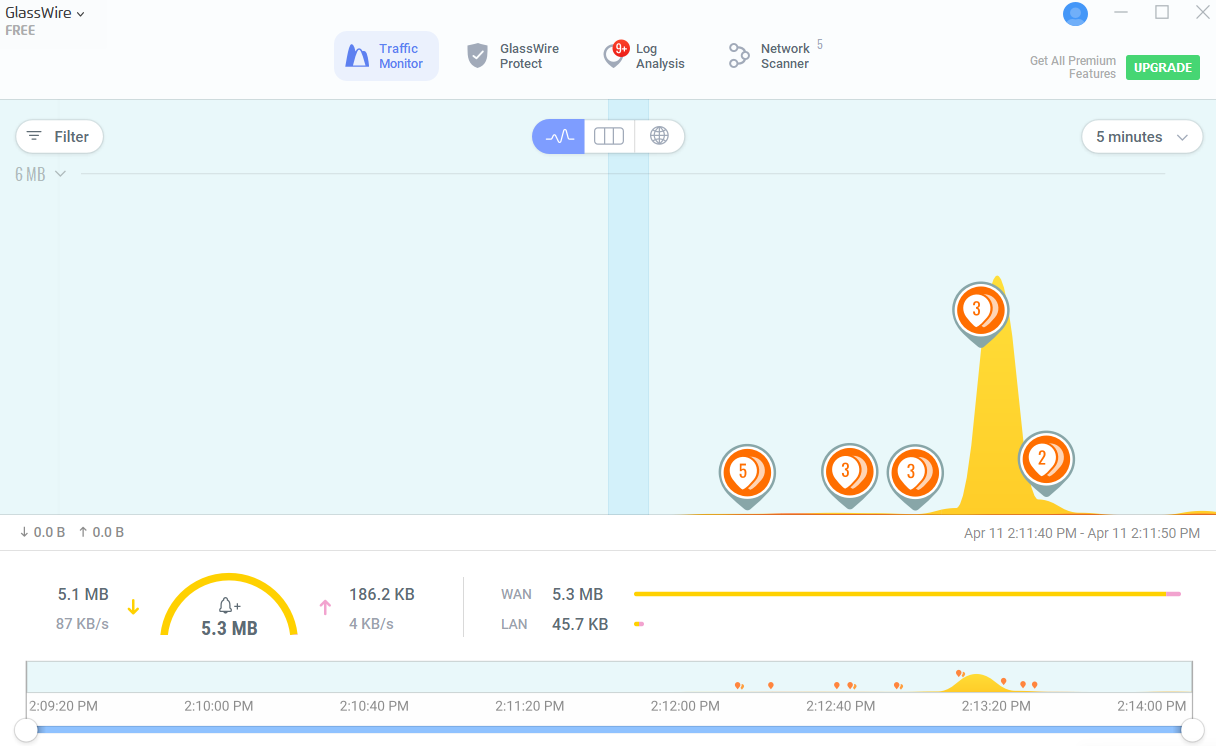 GlassWire
FREE
Traffic
Monitor
GlassWire
Protect
9+
Log
Analysis
Network
Scanner
5
Get All Premium
Features
UPGRADE
Filter
5 minutes
6 MB
3
5
3
3
2
↓ 0.0 B ↑ 0.0 B
Apr 11 2:11:40 PM - Apr 11 2:11:50 PM
5.1 MB
87 KB/s
+
5.3 MB
186.2 KB
4 KB/s
WAN 5.3 MB
LAN 45.7 KB
2:09:20 PM 2:10:00 PM 2:10:40 PM 2:11:20 PM 2:12:00 PM 2:12:40 PM 2:13:20 PM 2:14:00 PM